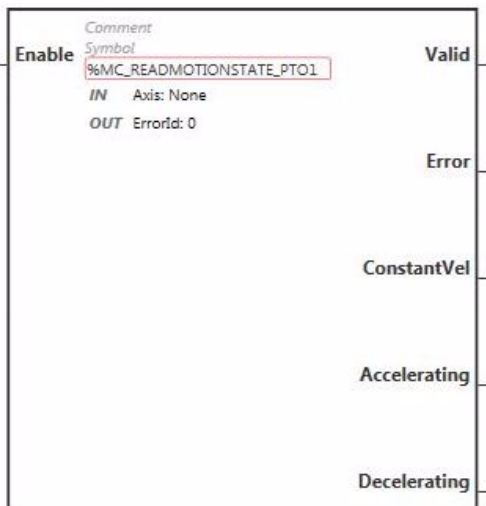 Comment
Enable
Symbol
Valid
%MC_READMOTIONSTATE_PTO1
IN Axis: None
OUT ErrorId: 0
Error
ConstantVel
Accelerating
Decelerating